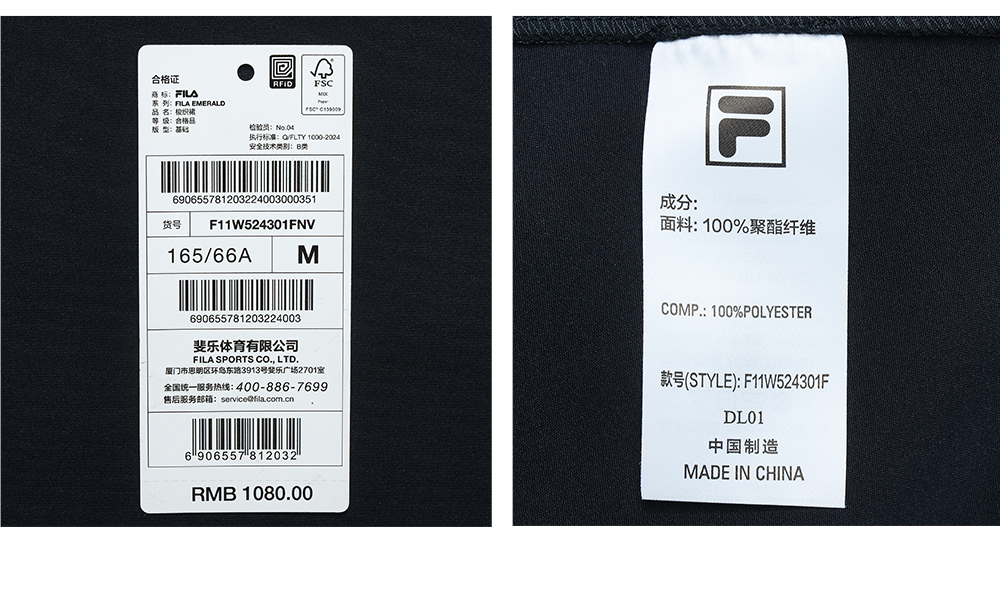 合格证
RFID
FSC
MIX
Paper
FSC® C139009
商 标: FILA
系 列: FILA EMERALD
品 名: 梭织裙
等 级: 合格品
版 型: 基础
检验员: No.04
执行标准: Q/FLTY 1000-2024
安全技术类别: B类
690655781203224003000351
货号
F11W524301FNV
165/66A
M
690655781203224003
斐乐体育有限公司
FILA SPORTS CO., LTD.
厦门市思明区环岛东路3913号斐乐广场2701室
全国统一服务热线: 400-886-7699
售后服务邮箱: service@fila.com.cn
6 906557 812032
RMB 1080.00
F
成分:
面料: 100%聚酯纤维
COMP.: 100%POLYESTER
款号(STYLE): F11W524301F
DL01
中国制造
MADE IN CHINA